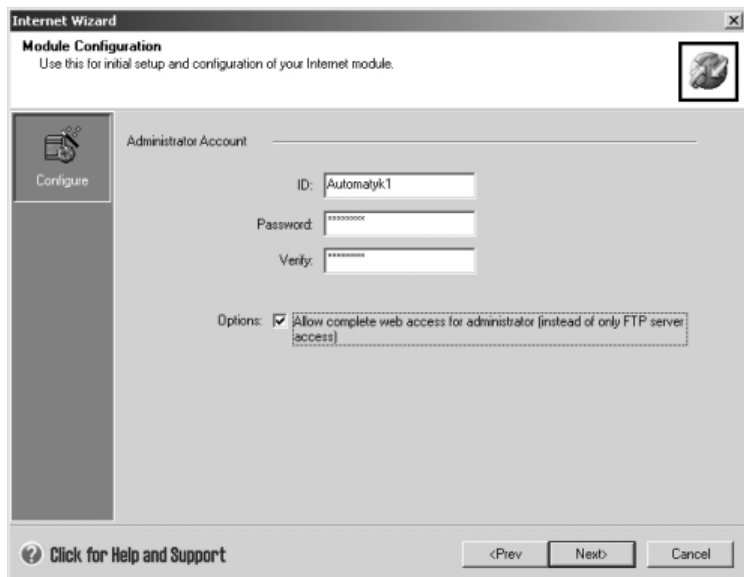 Internet Wizard
Module Configuration
Use this for initial setup and configuration of your Internet module.
Configure
Administrator Account
ID: Automatyk1
Password: ********
Verify: ********
Options: Allow complete web access for administrator (instead of only FTP server
access)
Click for Help and Support
<Prev Next> Cancel